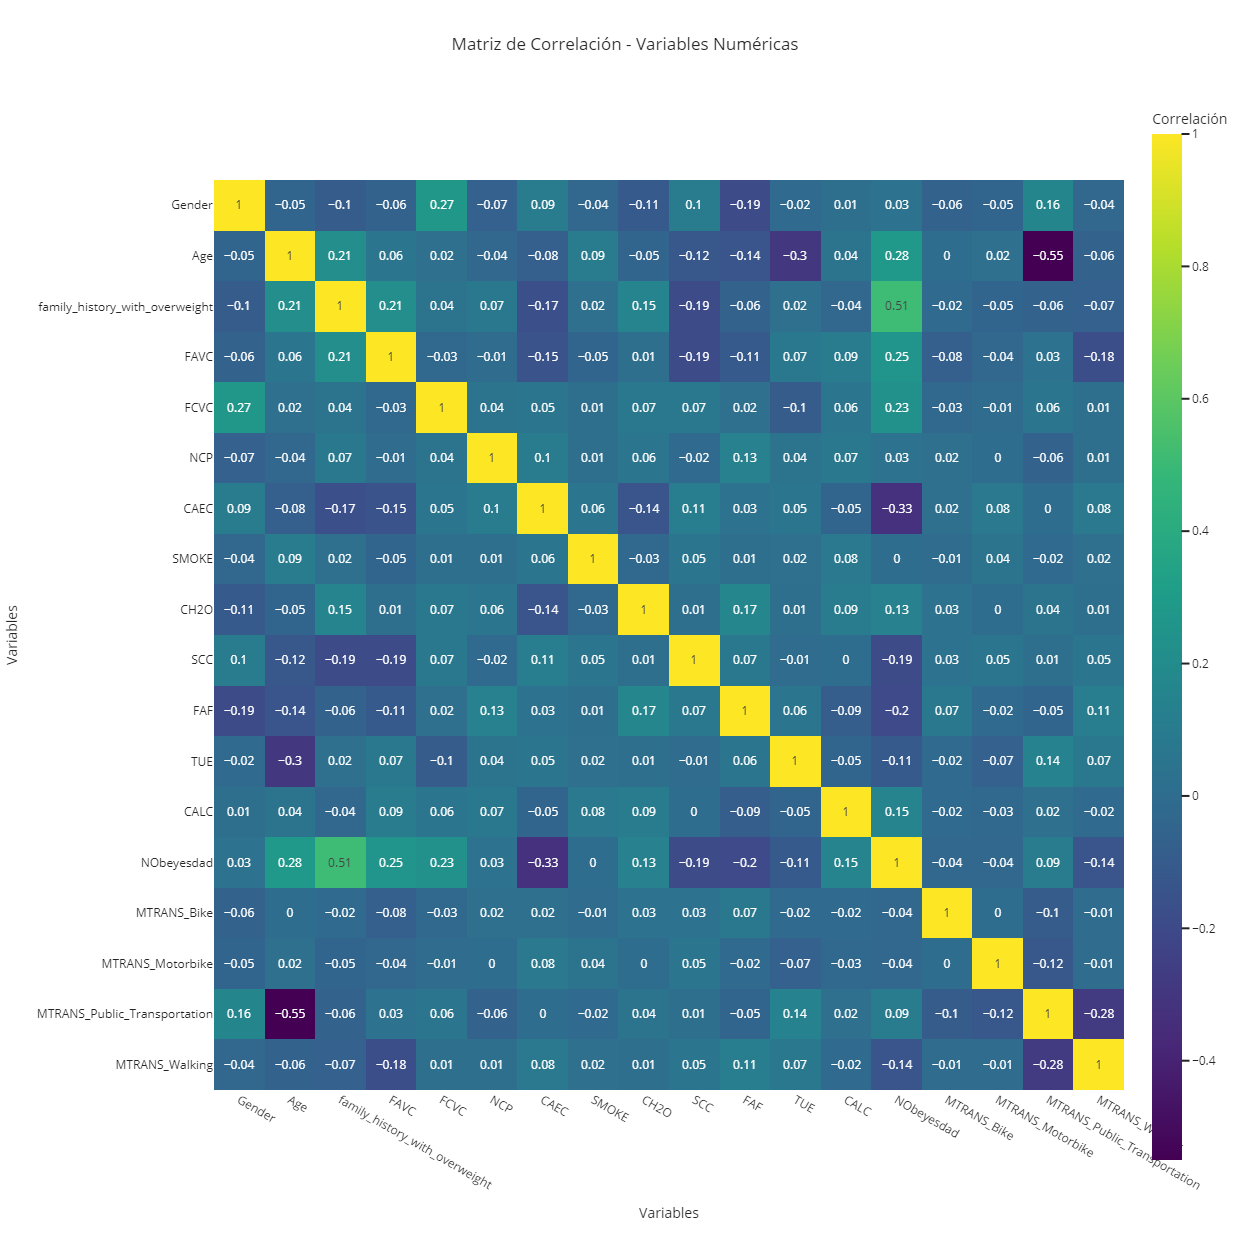 Matriz de Correlación - Variables Numéricas
Correlación
Gender 1 −0.05 −0.1 −0.06 0.27 −0.07 0.09 −0.04 −0.11 0.1 −0.19 −0.02 0.01 0.03 −0.06 −0.05 0.16 −0.04
Age −0.05 1 0.21 0.06 0.02 −0.04 −0.08 0.09 −0.05 −0.12 −0.14 −0.3 0.04 0.28 0 0.02 −0.55 −0.06
family_history_with_overweight −0.1 0.21 1 0.21 0.04 0.07 −0.17 0.02 0.15 −0.19 −0.06 0.02 −0.04 0.51 −0.02 −0.05 −0.06 −0.07
FAVC −0.06 0.06 0.21 1 −0.03 −0.01 −0.15 −0.05 0.01 −0.19 −0.11 0.07 0.09 0.25 −0.08 −0.04 0.03 −0.18
FCVC 0.27 0.02 0.04 −0.03 1 0.04 0.05 0.01 0.07 0.07 0.02 −0.1 0.06 0.23 −0.03 −0.01 0.06 0.01
NCP −0.07 −0.04 0.07 −0.01 0.04 1 0.1 0.01 0.06 −0.02 0.13 0.04 0.07 0.03 0.02 0 −0.06 0.01
CAEC 0.09 −0.08 −0.17 −0.15 0.05 0.1 1 0.06 −0.14 0.11 0.03 0.05 −0.05 −0.33 0.02 0.08 0 0.08
SMOKE −0.04 0.09 0.02 −0.05 0.01 0.01 0.06 1 −0.03 0.05 0.01 0.02 0.08 0 −0.01 0.04 −0.02 0.02
CH2O −0.11 −0.05 0.15 0.01 0.07 0.06 −0.14 −0.03 1 0.01 0.17 0.01 0.09 0.13 0.03 0 0.04 0.01
SCC 0.1 −0.12 −0.19 −0.19 0.07 −0.02 0.11 0.05 0.01 1 0.07 −0.01 0 −0.19 0.03 0.05 0.01 0.05
FAF −0.19 −0.14 −0.06 −0.11 0.02 0.13 0.03 0.01 0.17 0.07 1 0.06 −0.09 −0.2 0.07 −0.02 −0.05 0.11
TUE −0.02 −0.3 0.02 0.07 −0.1 0.04 0.05 0.02 0.01 −0.01 0.06 1 −0.05 −0.11 −0.02 −0.07 0.14 0.07
CALC 0.01 0.04 −0.04 0.09 0.06 0.07 −0.05 0.08 0.09 0 −0.09 −0.05 1 0.15 −0.02 −0.03 0.02 −0.02
NObeyesdad 0.03 0.28 0.51 0.25 0.23 0.03 −0.33 0 0.13 −0.19 −0.2 −0.11 0.15 1 −0.04 −0.04 0.09 −0.14
MTRANS_Bike −0.06 0 −0.02 −0.08 −0.03 0.02 0.02 −0.01 0.03 0.03 0.07 −0.02 −0.02 −0.04 1 0 −0.1 −0.01
MTRANS_Motorbike −0.05 0.02 −0.05 −0.04 −0.01 0 0.08 0.04 0 0.05 −0.02 −0.07 −0.03 −0.04 0 1 −0.12 −0.01
MTRANS_Public_Transportation 0.16 −0.55 −0.06 0.03 0.06 −0.06 0 −0.02 0.04 0.01 −0.05 0.14 0.02 0.09 −0.1 −0.12 1 −0.28
MTRANS_Walking −0.04 −0.06 −0.07 −0.18 0.01 0.01 0.08 0.02 0.01 0.05 0.11 0.07 −0.02 −0.14 −0.01 −0.01 −0.28 1
Gender
Age
family_history_with_overweight
FAVC
FCVC
NCP
CAEC
SMOKE
CH2O
SCC
FAF
TUE
CALC
NObeyesdad
MTRANS_Bike
MTRANS_Motorbike
MTRANS_Public_Transportation
Variables
Variables
1
0.8
0.6
0.4
0.2
0
−0.2
−0.4